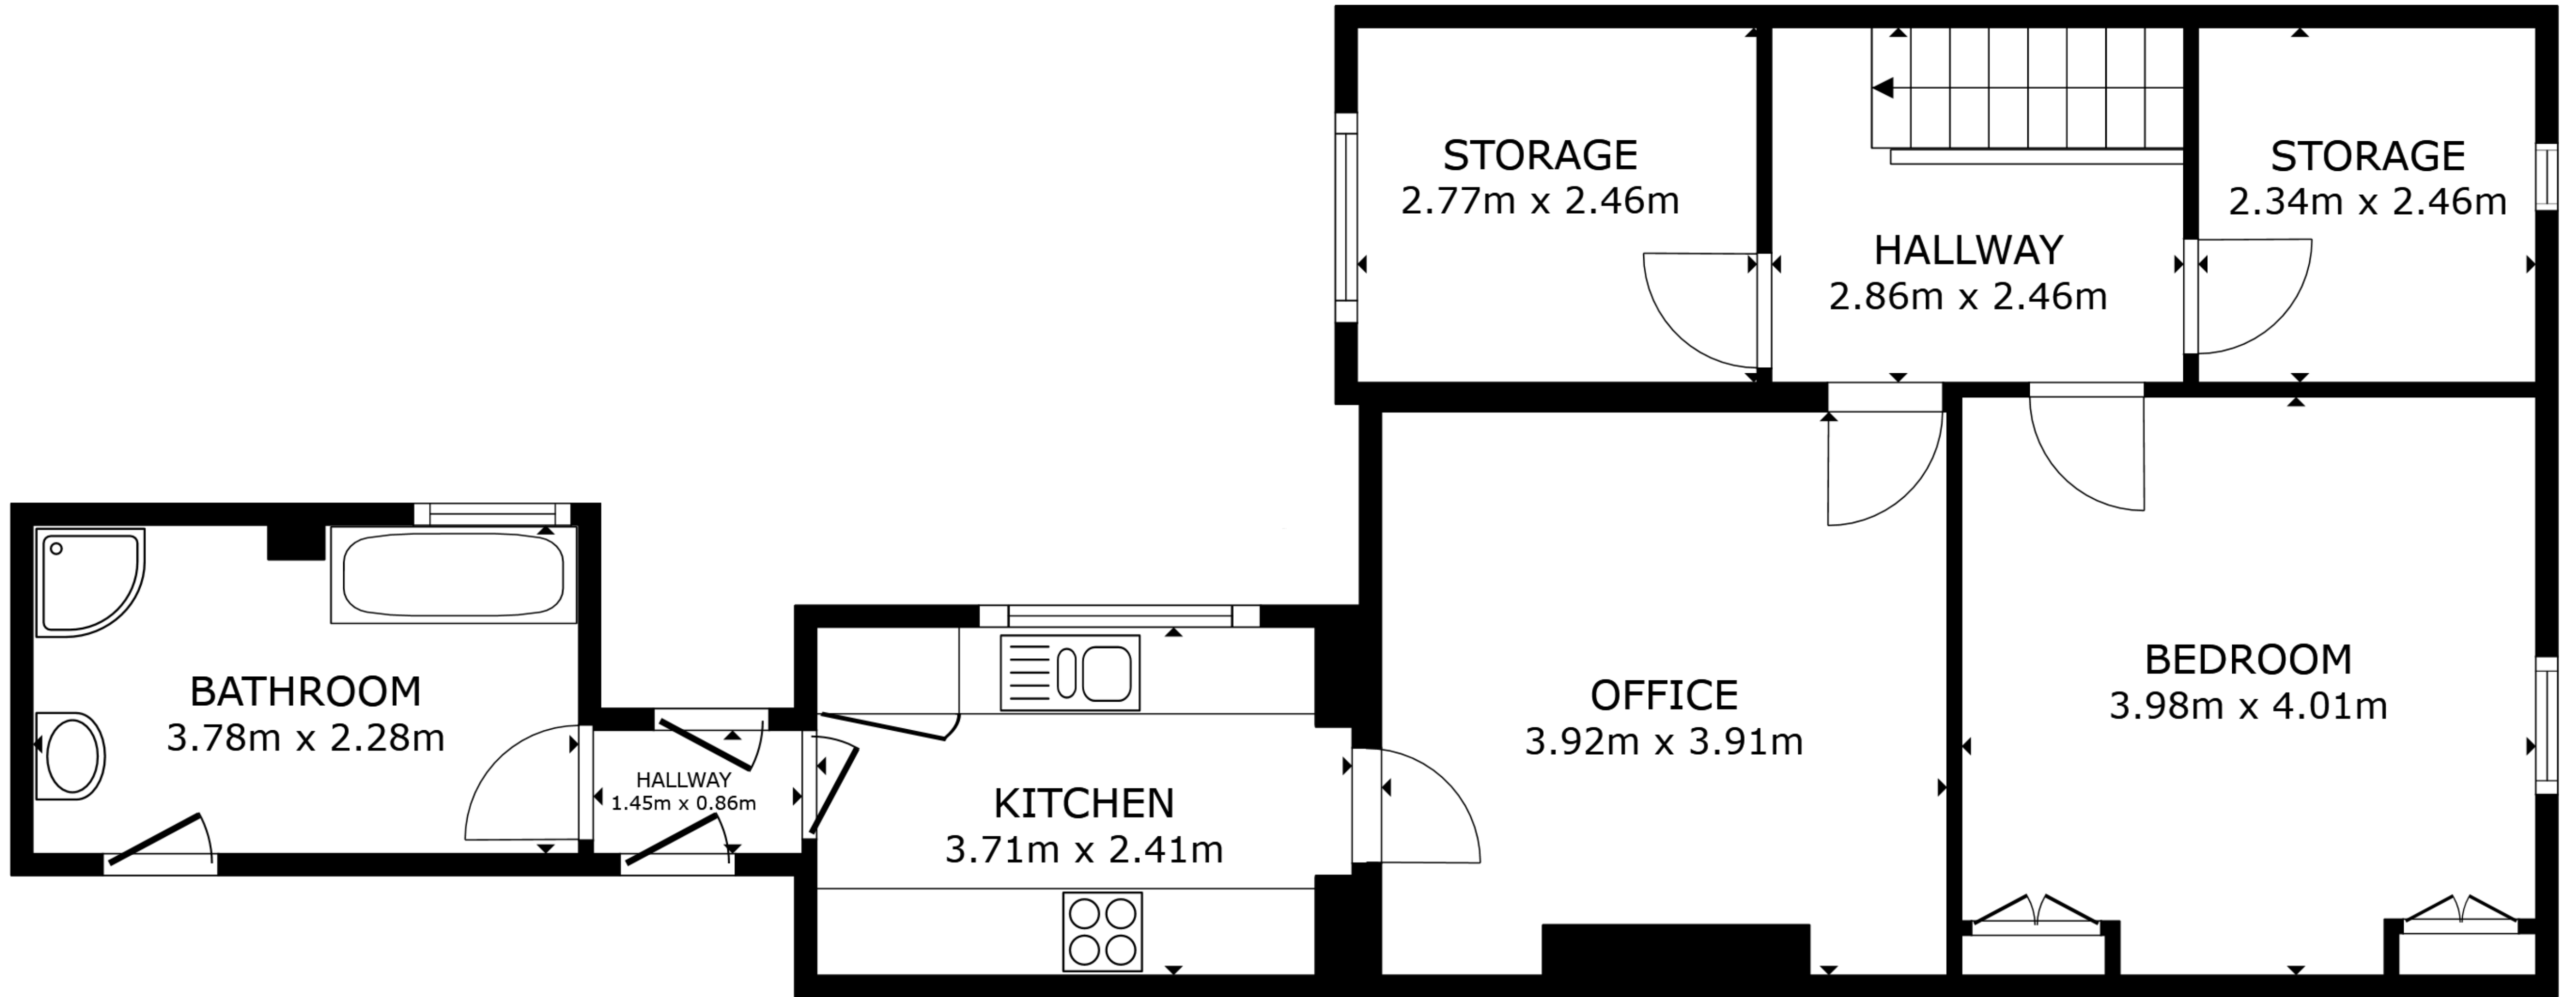 STORAGE
2.77m x 2.46m
HALLWAY
2.86m x 2.46m
STORAGE
2.34m x 2.46m
BATHROOM
3.78m x 2.28m
HALLWAY
1.45m x 0.86m
KITCHEN
3.71m x 2.41m
OFFICE
3.92m x 3.91m
BEDROOM
3.98m x 4.01m